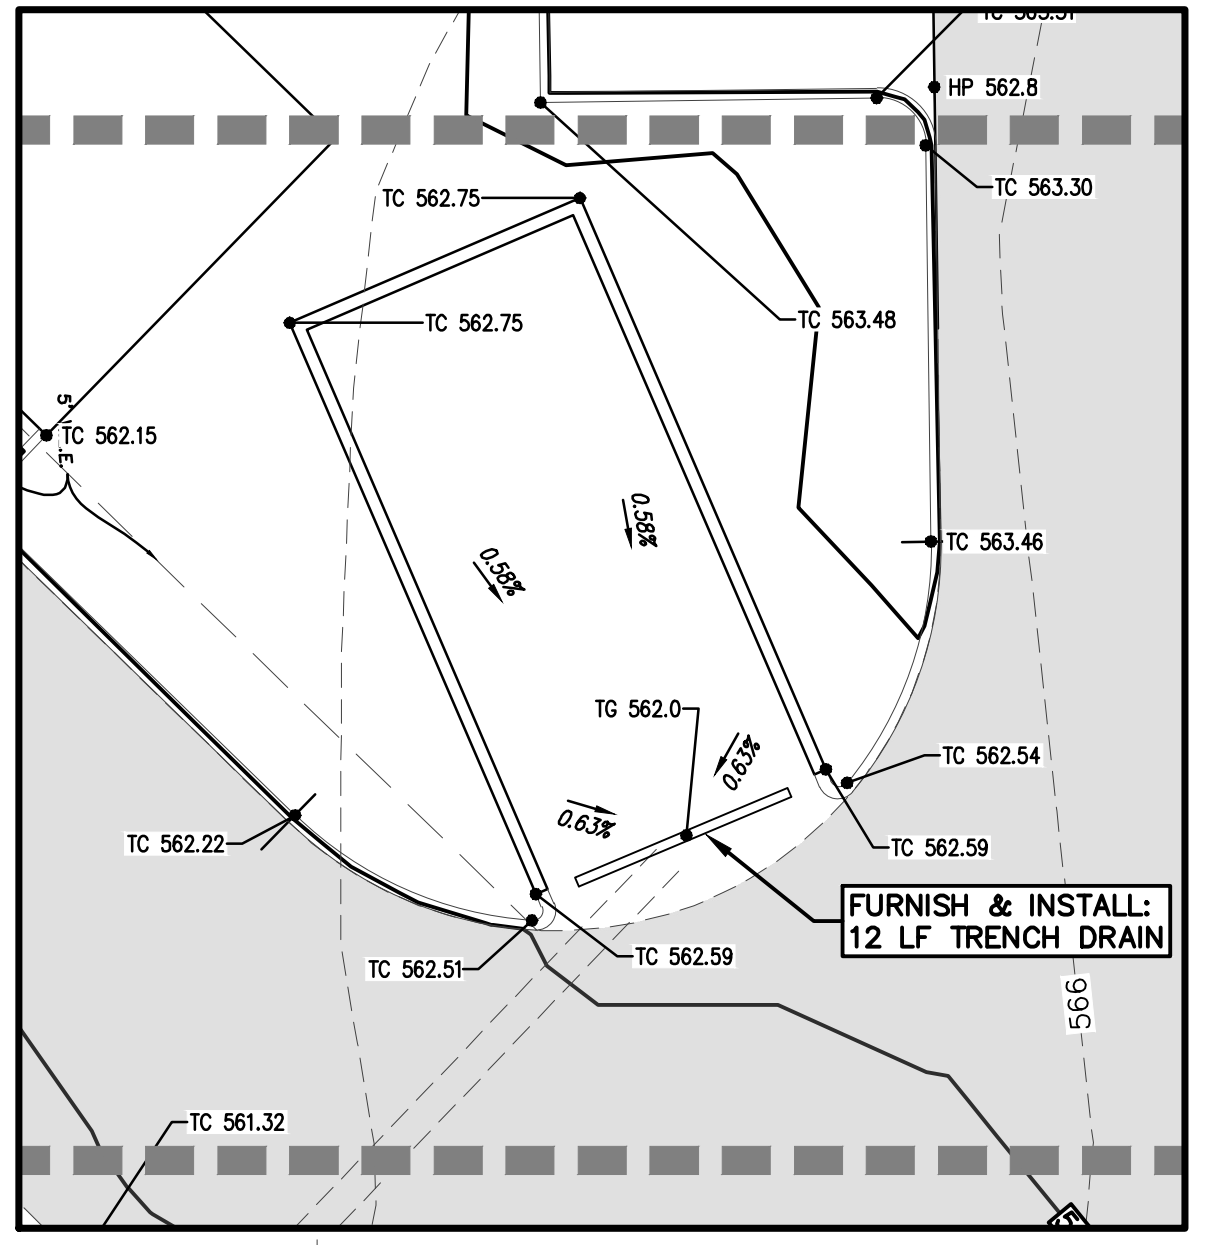 HP 562.8
TC 563.30
TC 562.75
TC 562.75
TC 563.48
5'
TC 562.15
.E.
0.58%
TC 563.46
0.58%
TG 562.0
0.63%
TC 562.54
0.63%
TC 562.22
TC 562.59
FURNISH & INSTALL:
12 LF TRENCH DRAIN
TC 562.51
TC 562.59
566
TC 561.32